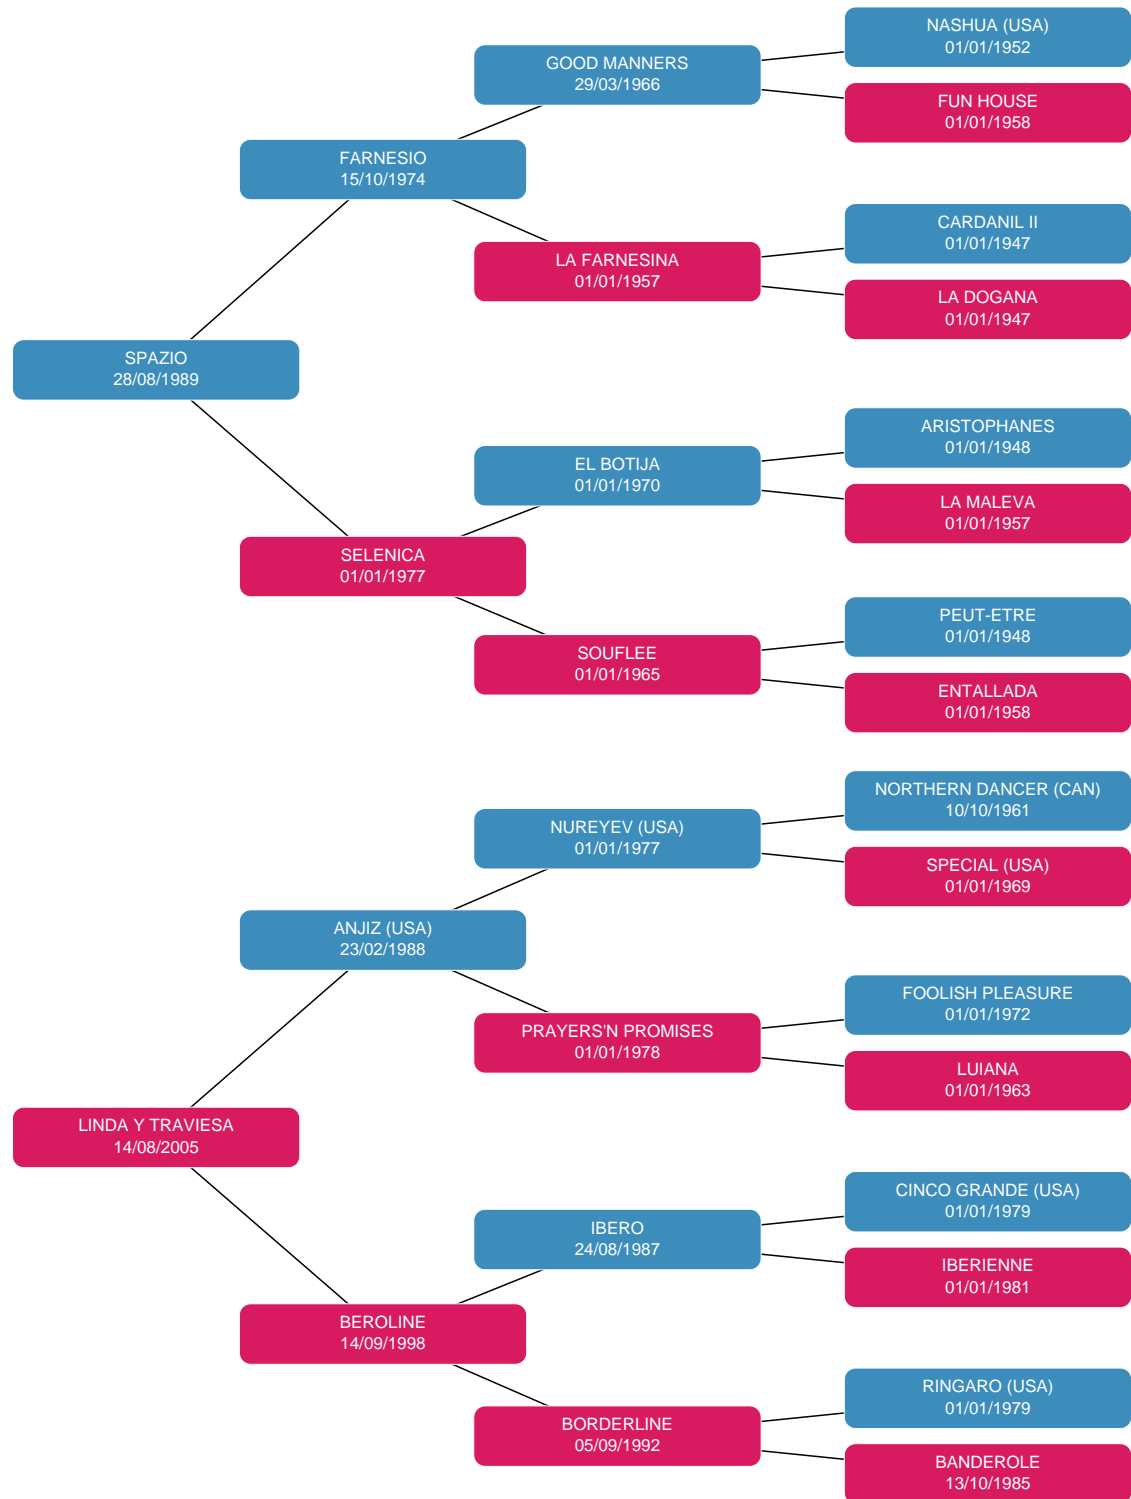 NASHUA (USA)
01/01/1952
GOOD MANNERS
29/03/1966
FUN HOUSE
01/01/1958
FARNESIO
15/10/1974
CARDANIL II
01/01/1947
LA FARNESINA
01/01/1957
LA DOGANA
01/01/1947
SPAZIO
28/08/1989
ARISTOPHANES
01/01/1948
EL BOTIJA
01/01/1970
LA MALEVA
01/01/1957
SELENICA
01/01/1977
PEUT-ETRE
01/01/1948
SOUFLEE
01/01/1965
ENTALLADA
01/01/1958
NORTHERN DANCER (CAN)
10/10/1961
NUREYEV (USA)
01/01/1977
SPECIAL (USA)
01/01/1969
ANJIZ (USA)
23/02/1988
FOOLISH PLEASURE
01/01/1972
PRAYERS'N PROMISES
01/01/1978
LUIANA
01/01/1963
LINDA Y TRAVIESA
14/08/2005
CINCO GRANDE (USA)
01/01/1979
IBERO
24/08/1987
IBERIENNE
01/01/1981
BEROLINE
14/09/1998
RINGARO (USA)
01/01/1979
BORDERLINE
05/09/1992
BANDEROLE
13/10/1985